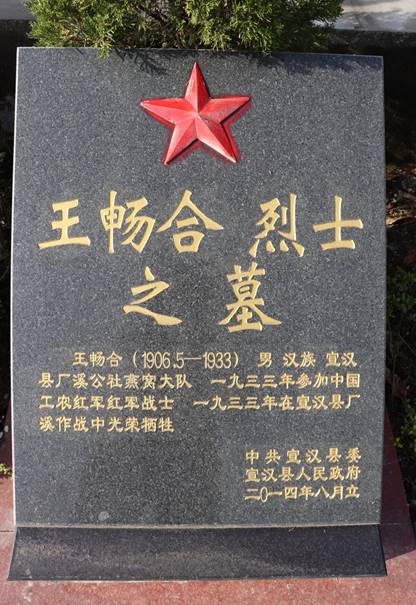 王畅合 烈士
之墓
王畅合（1906.5—1933） 男 汉族 宣汉
县厂溪公社燕窝大队 一九三三年参加中国
工农红军红军战士 一九三三年在宣汉县厂
溪作战中光荣牺牲
中共宣汉县委
宣汉县人民政府
二0一四年八月立